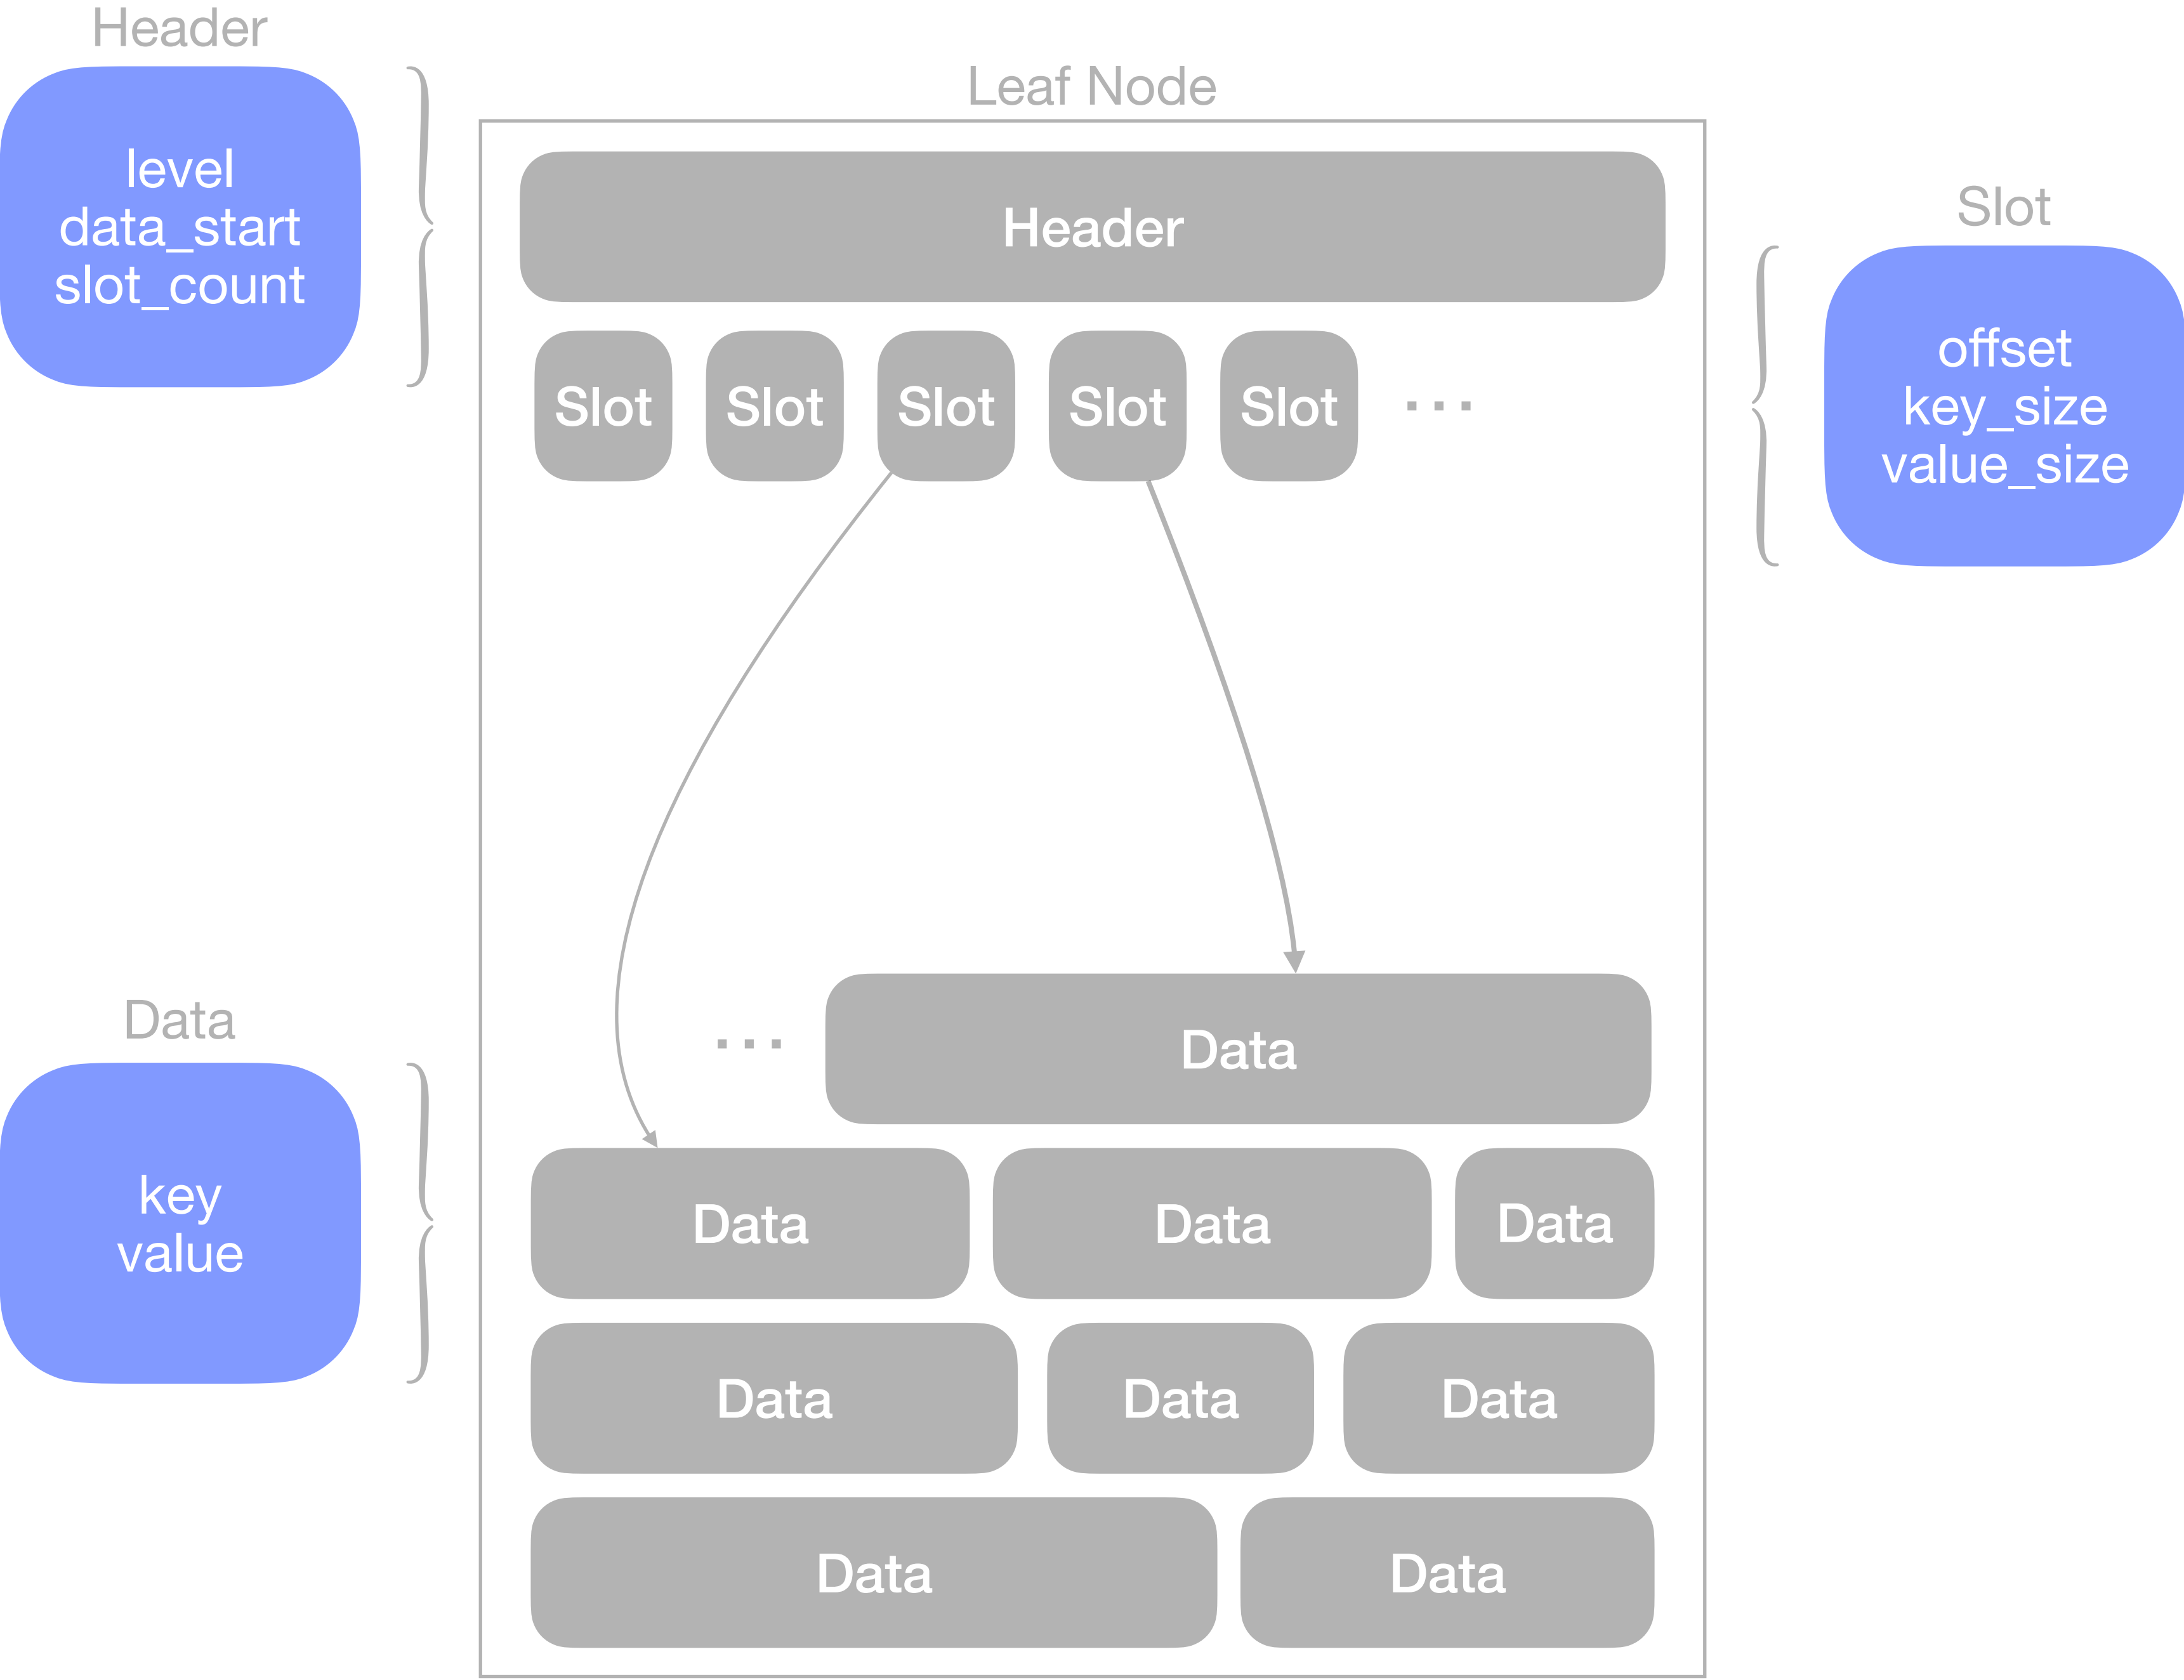 Header
level
data_start
slot_count
Leaf Node
Header
Slot
Slot
Slot
Slot
Slot
...
Slot
offset
key_size
value_size
Data
key
value
...
Data
Data
Data
Data
Data
Data
Data
Data
Data